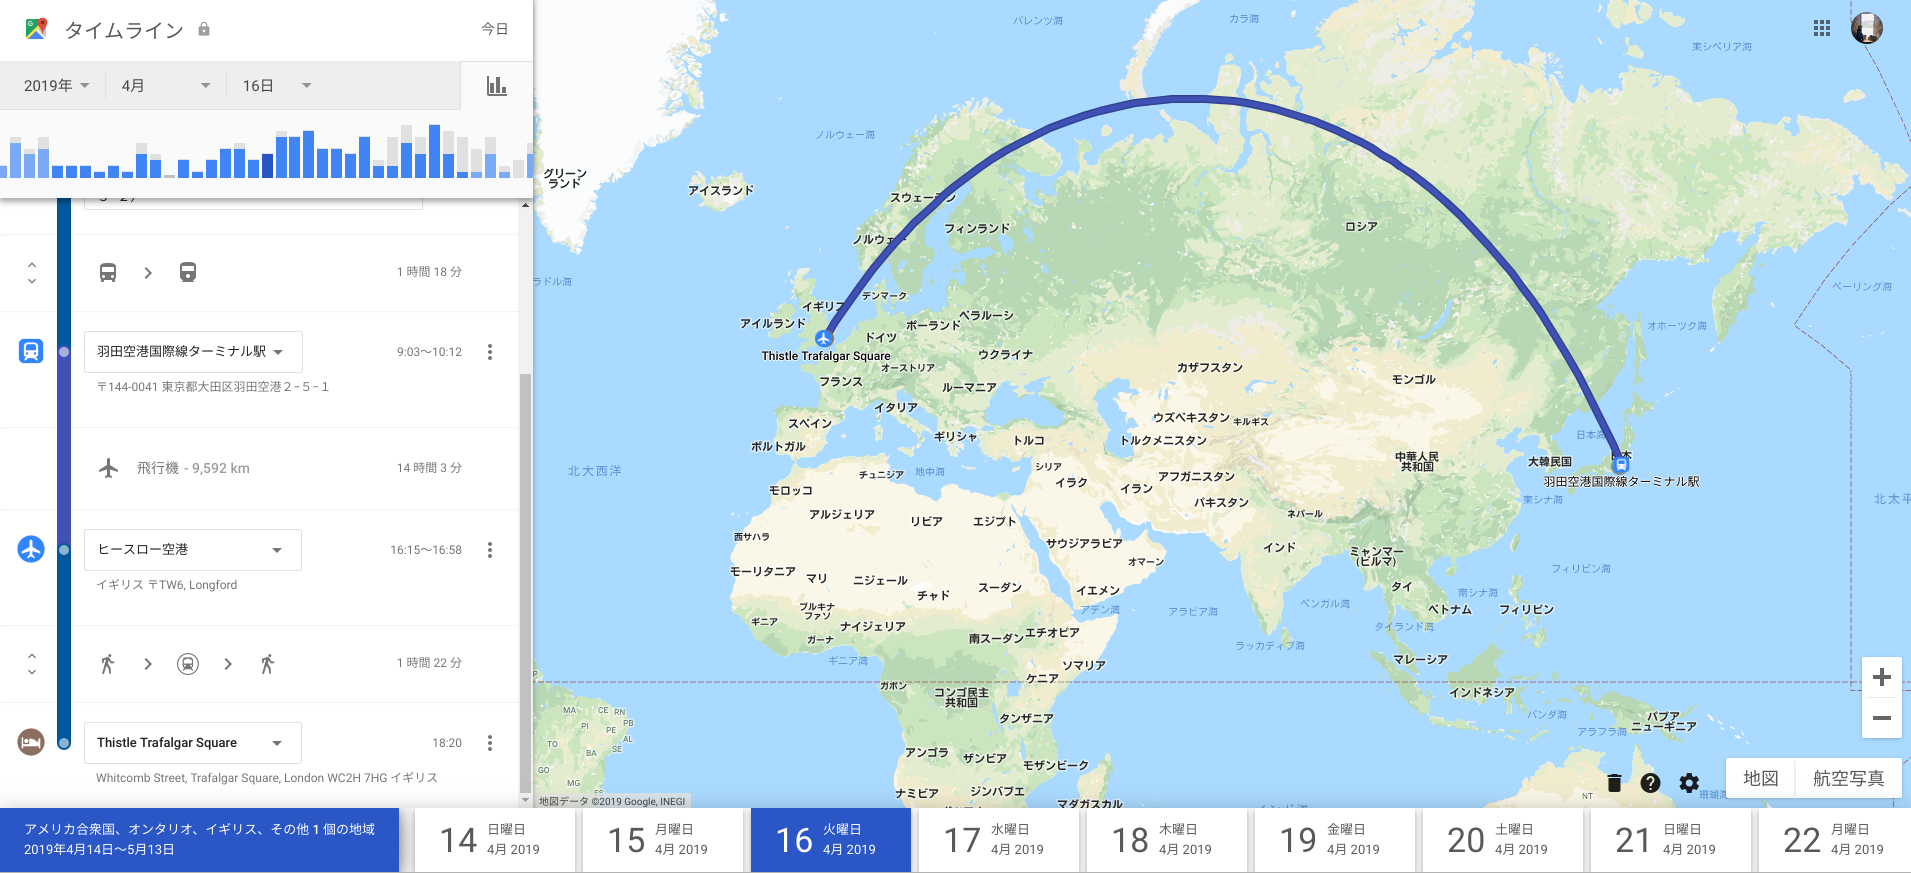 タイムライン
今日
2019年
4月
16日
1 時間 18 分
羽田空港国際線ターミナル駅
9:03～10:12
〒144-0041 東京都大田区羽田空港２−５−１
飛行機 - 9,592 km
14 時間 3 分
ヒースロー空港
16:15～16:58
イギリス 〒TW6, Longford
1 時間 22 分
Thistle Trafalgar Square
18:20
Whitcomb Street, Trafalgar Square, London WC2H 7HG イギリス
アメリカ合衆国、オンタリオ、イギリス、その他 1 個の地域
2019年4月14日～5月13日
14 日曜日
4月 2019
15 月曜日
4月 2019
16 火曜日
4月 2019
17 水曜日
4月 2019
18 木曜日
4月 2019
19 金曜日
4月 2019
20 土曜日
4月 2019
21 日曜日
4月 2019
22 月曜日
4月 2019
バレンツ海
カラ海
東シベリア海
ノルウェー海
グリーン
ランド
アイスランド
スウェーデン
フィンランド
ノルウェー
ロシア
ラドル海
デンマーク
イギリス
アイルランド
ベラルーシ
ポーランド
ドイツ
ベーリング海
オホーツク海
Thistle Trafalgar Square
ウクライナ
オーストリア
フランス
ルーマニア
カザフスタン
モンゴル
イタリア
スペイン
ウズベキスタン
キルギス
ポルトガル
ギリシャ
トルコ
トルクメニスタン
日本海
日本
北大西洋
チュニジア
地中海
シリア
イラク
イラン
アフガニスタン
パキスタン
中華人民
共和国
大韓民国
羽田空港国際線ターミナル駅
東シナ海
北太平
モロッコ
アルジェリア
リビア
エジプト
ネパール
西サハラ
サウジアラビア
オマーン
インド
ミャンマー
(ビルマ)
モーリタニア
マリ
ニジェール
チャド
スーダン
イエメン
アデン湾
アラビア海
ベンガル湾
タイ
フィリピン海
南シナ海
ベトナム
フィリピン
ブルキナ
ファソ
ギニア
ガーナ
ナイジェリア
南スーダン
エチオピア
ラッカディブ海
タイランド湾
ギニア湾
ソマリア
マレーシア
ガボン
ケニア
コンゴ民主
共和国
インドネシア
タンザニア
バンダ海
パプア
ニューギニア
アラフラ海
MA
CE
RN
PB
PI
PE
TO
BA
AL
SE
GO
MG
アンゴラ
ザンビア
モザンビーク
ナミビア
ジンバブエ
マダガスカル
NT
珊瑚海
地図
航空写真
地図データ ©2019 Google, INEGI